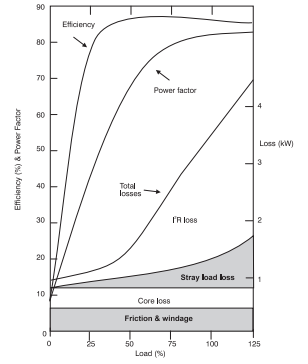 90
80
70
60
50
40
30
20
10
0
Efficiency (%) & Power Factor
Efficiency
Power factor
Total
losses
I²R loss
Stray load loss
Core loss
Friction & windage
4
3
2
1
Loss (kW)
0
25
50
75
100
125
Load (%)